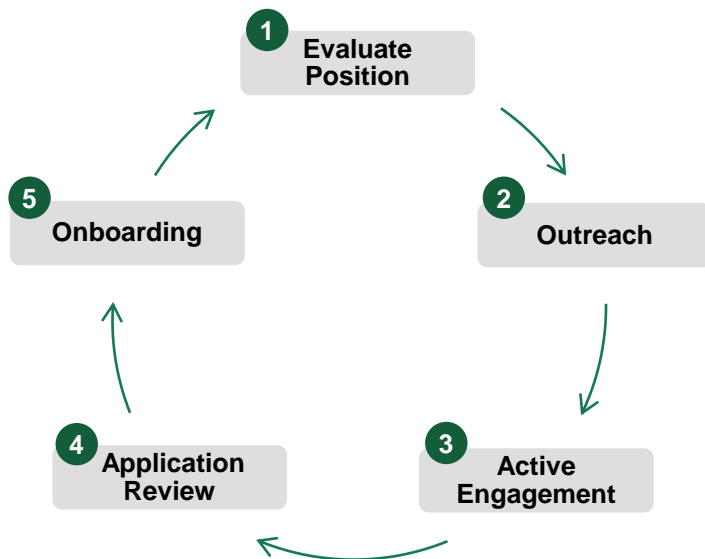 1
Evaluate
Position
2
Outreach
3
Active
Engagement
4
Application
Review
5
Onboarding